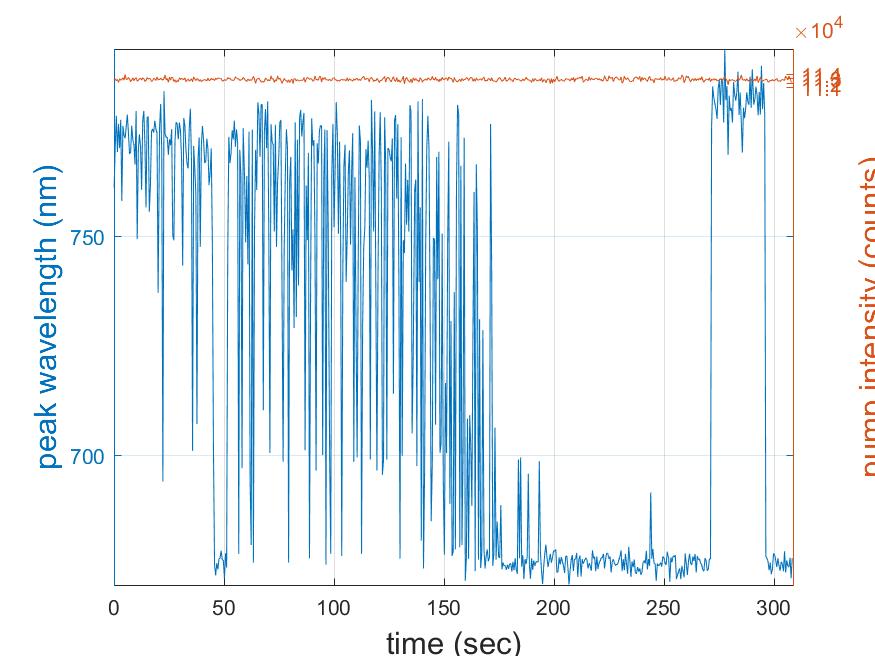 ×10⁴
peak wavelength (nm)
750
700
pump intensity (counts)
0 50 100 150 200 250 300
time (sec)